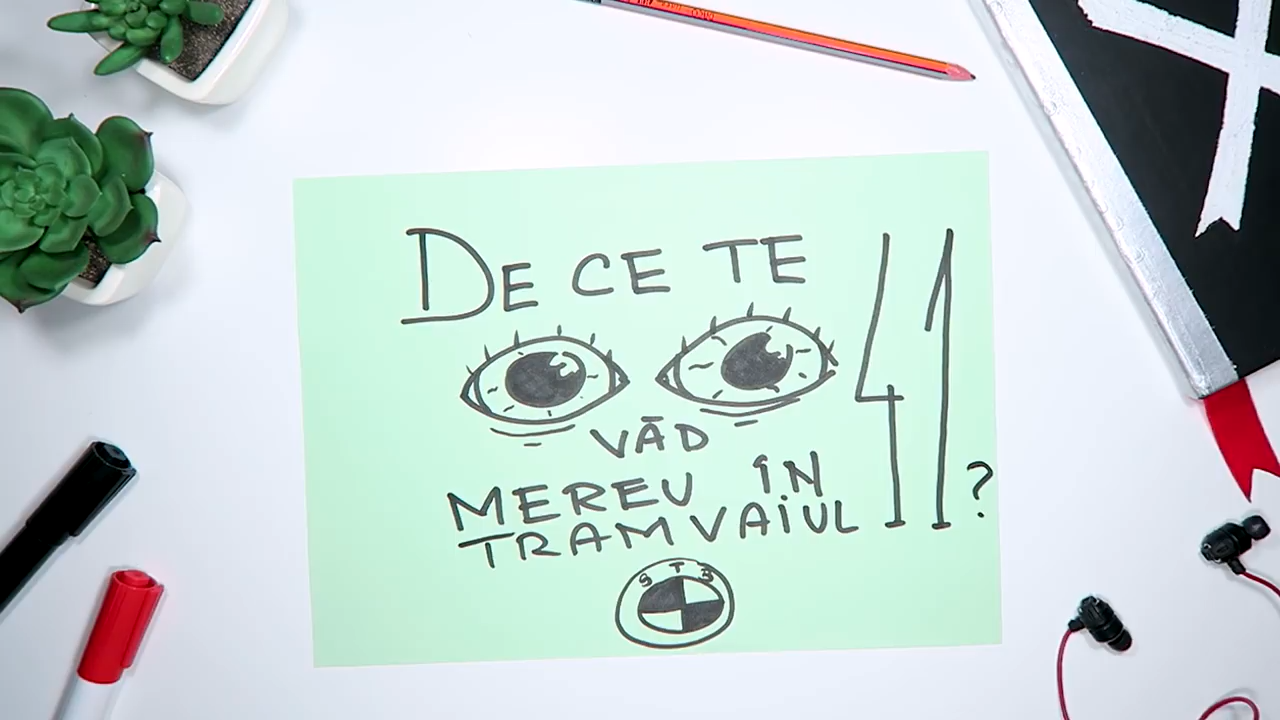 DE CE TE 41
VĂD
MEREU ÎN
TRAMVAIUL ?
STB